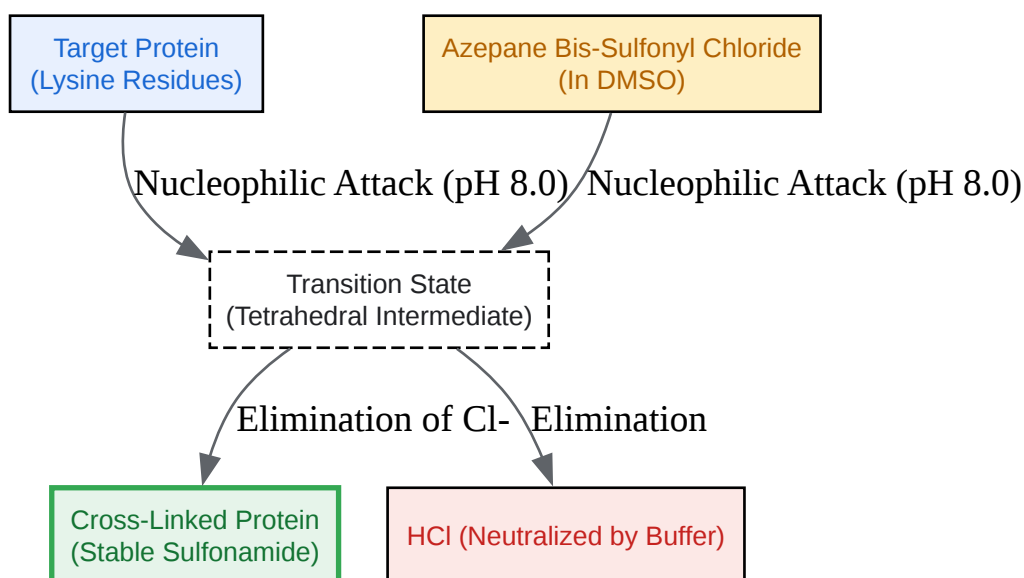 Target Protein
(Lysine Residues)
Azepane Bis-Sulfonyl Chloride
(In DMSO)
Nucleophilic Attack (pH 8.0)
Nucleophilic Attack (pH 8.0)
Transition State
(Tetrahedral Intermediate)
Elimination of Cl-
Elimination
Cross-Linked Protein
(Stable Sulfonamide)
HCl (Neutralized by Buffer)